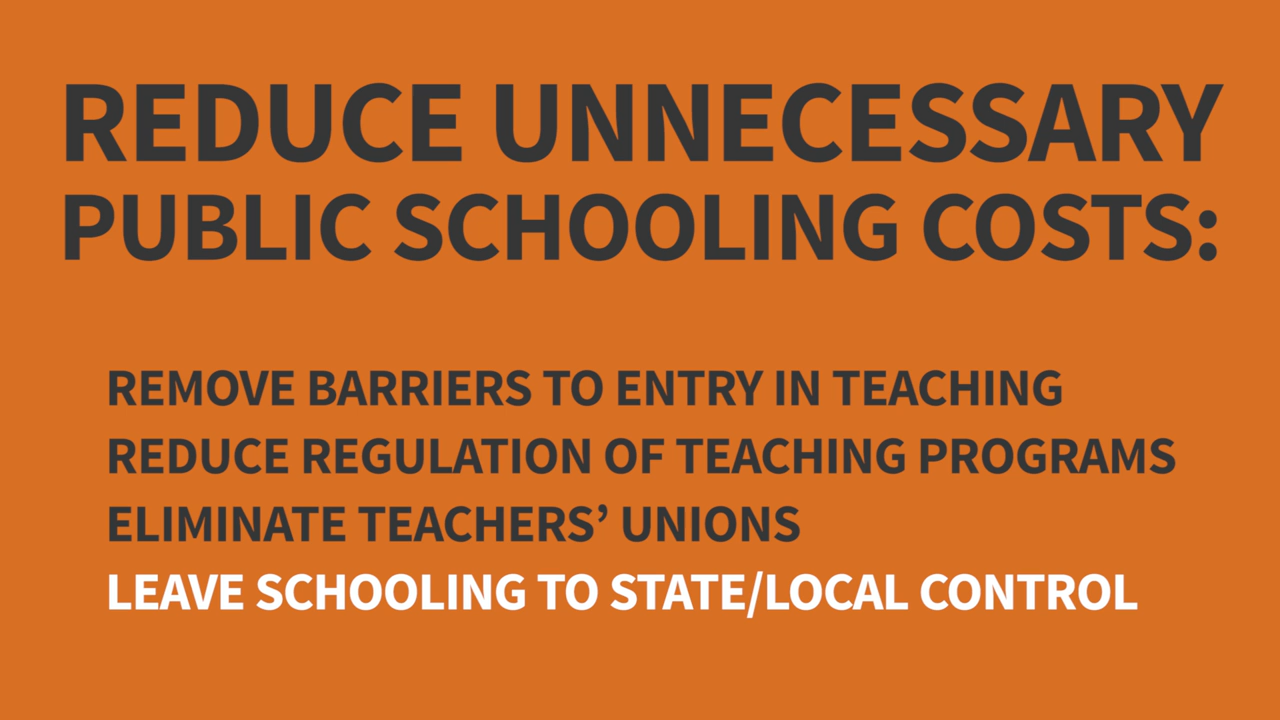 REDUCE UNNECESSARY
PUBLIC SCHOOLING COSTS:
REMOVE BARRIERS TO ENTRY IN TEACHING
REDUCE REGULATION OF TEACHING PROGRAMS
ELIMINATE TEACHERS’ UNIONS
LEAVE SCHOOLING TO STATE/LOCAL CONTROL